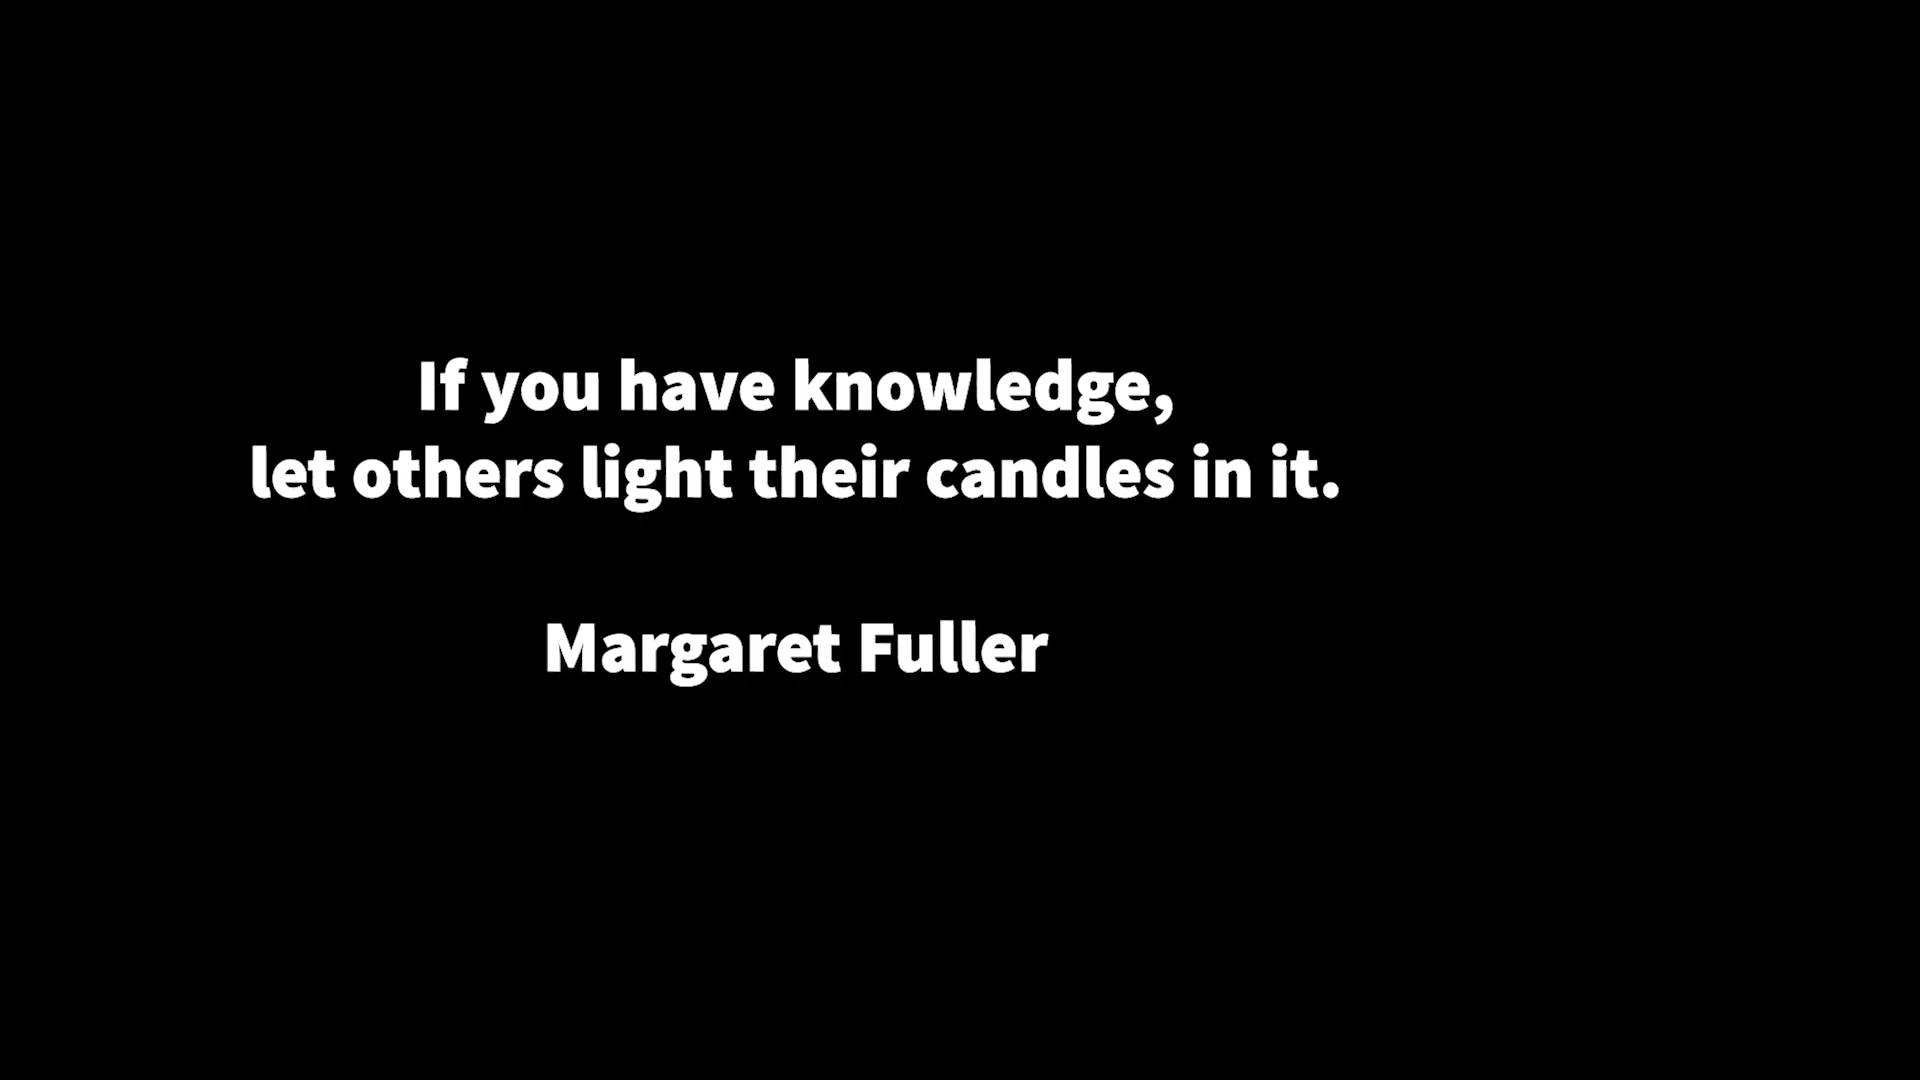 If you have knowledge,
let others light their candles in it.
Margaret Fuller